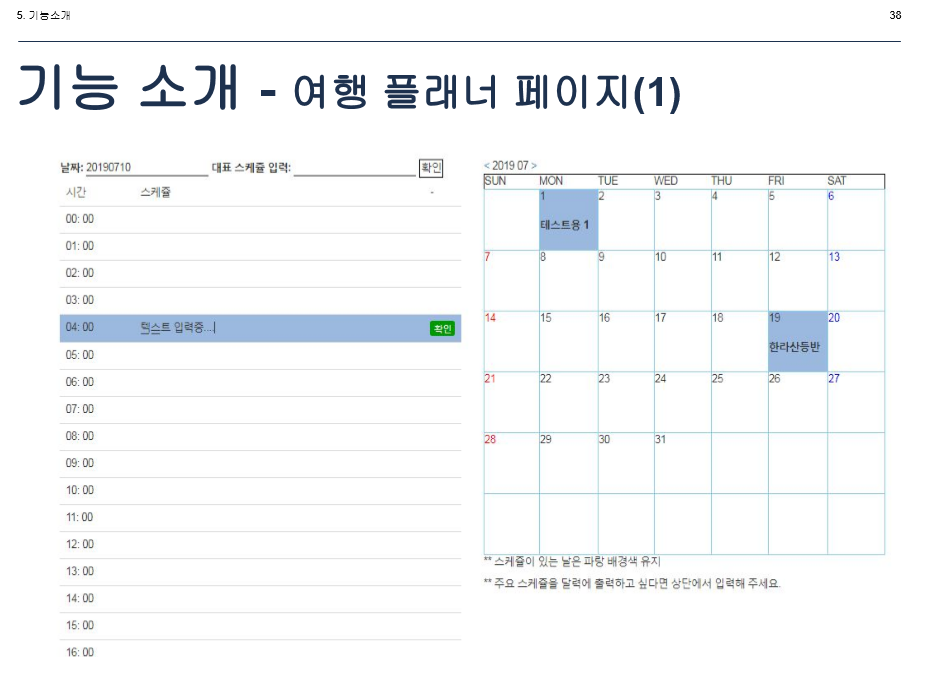 5. 기능소개
38
기능 소개 - 여행 플래너 페이지(1)
날짜: 20190710 대표 스케쥴 입력: 확인
시간 스케쥴 -
00: 00
01: 00
02: 00
03: 00
04: 00 텍스트 입력중... 확인
05: 00
06: 00
07: 00
08: 00
09: 00
10: 00
11: 00
12: 00
13: 00
14: 00
15: 00
16: 00
< 2019 07 >
SUN MON TUE WED THU FRI SAT
1 2 3 4 5 6
테스트용 1
7 8 9 10 11 12 13
14 15 16 17 18 19 20
한라산등반
21 22 23 24 25 26 27
28 29 30 31
** 스케쥴이 있는 날은 파랑 배경색 유지
** 주요 스케쥴을 달력에 출력하고 싶다면 상단에서 입력해 주세요.